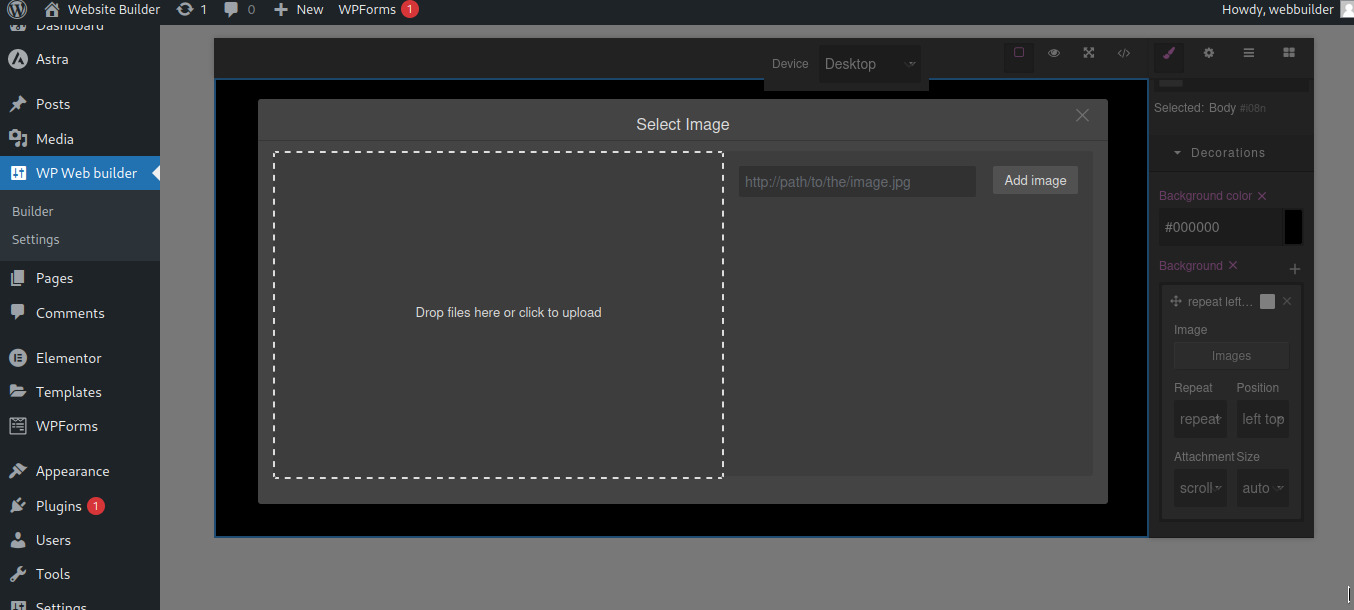 Website Builder 1 0 New WPForms 1 Howdy, webbuilder
Dashboard
Astra
Posts
Media
WP Web builder
Builder
Settings
Pages
Comments
Elementor
Templates
WPForms
Appearance
Plugins 1
Users
Tools
Settings
Device Desktop
Select Image
Drop files here or click to upload
http://path/to/the/image.jpg Add image
Selected: Body #i08n
Decorations
Background color
#000000
Background
repeat left...
Image
Images
Repeat Position
repeat left top
Attachment Size
scroll auto